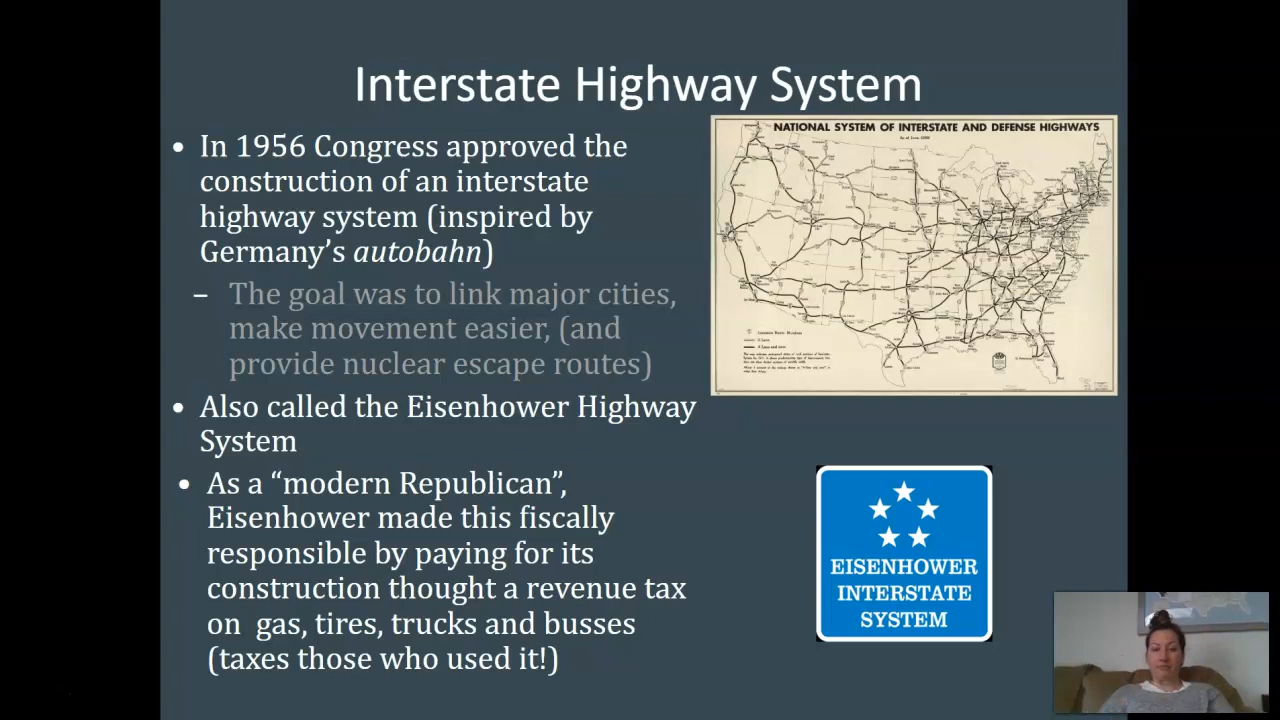 Interstate Highway System
• In 1956 Congress approved the
construction of an interstate
highway system (inspired by
Germany’s autobahn)
– The goal was to link major cities,
make movement easier, (and
provide nuclear escape routes)
• Also called the Eisenhower Highway
System
• As a “modern Republican”,
Eisenhower made this fiscally
responsible by paying for its
construction thought a revenue tax
on gas, tires, trucks and busses
(taxes those who used it!)
NATIONAL SYSTEM OF INTERSTATE AND DEFENSE HIGHWAYS
EISENHOWER
INTERSTATE
SYSTEM